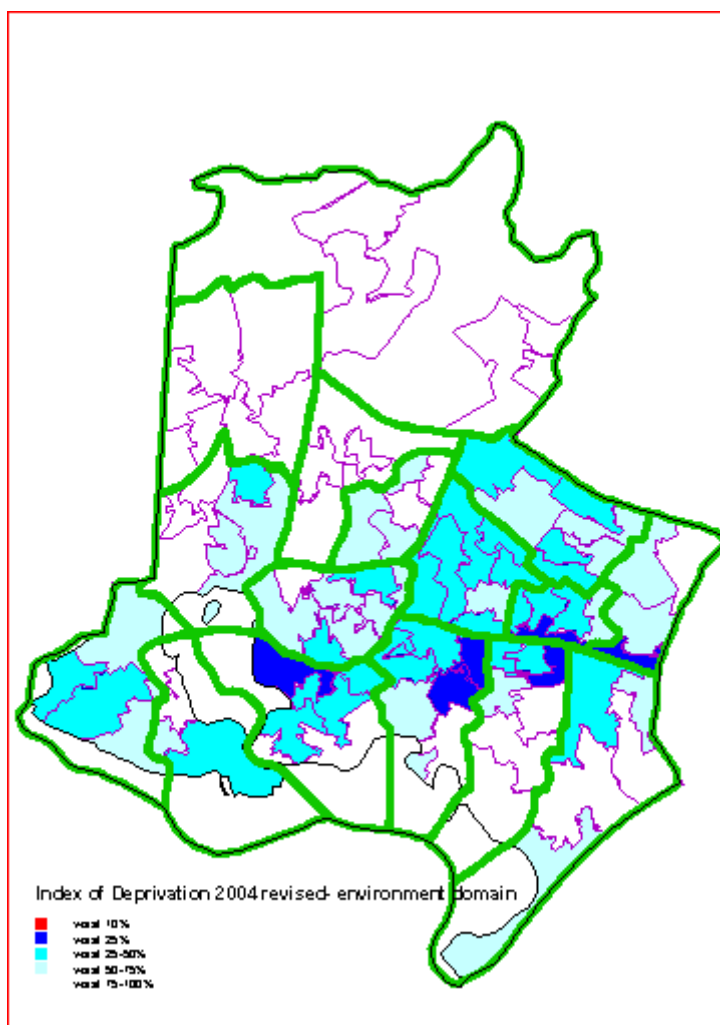 Index of Deprivation 2004 revised- environment domain
worst 10%
worst 25%
worst 25-50%
worst 50-75%
worst 75-100%